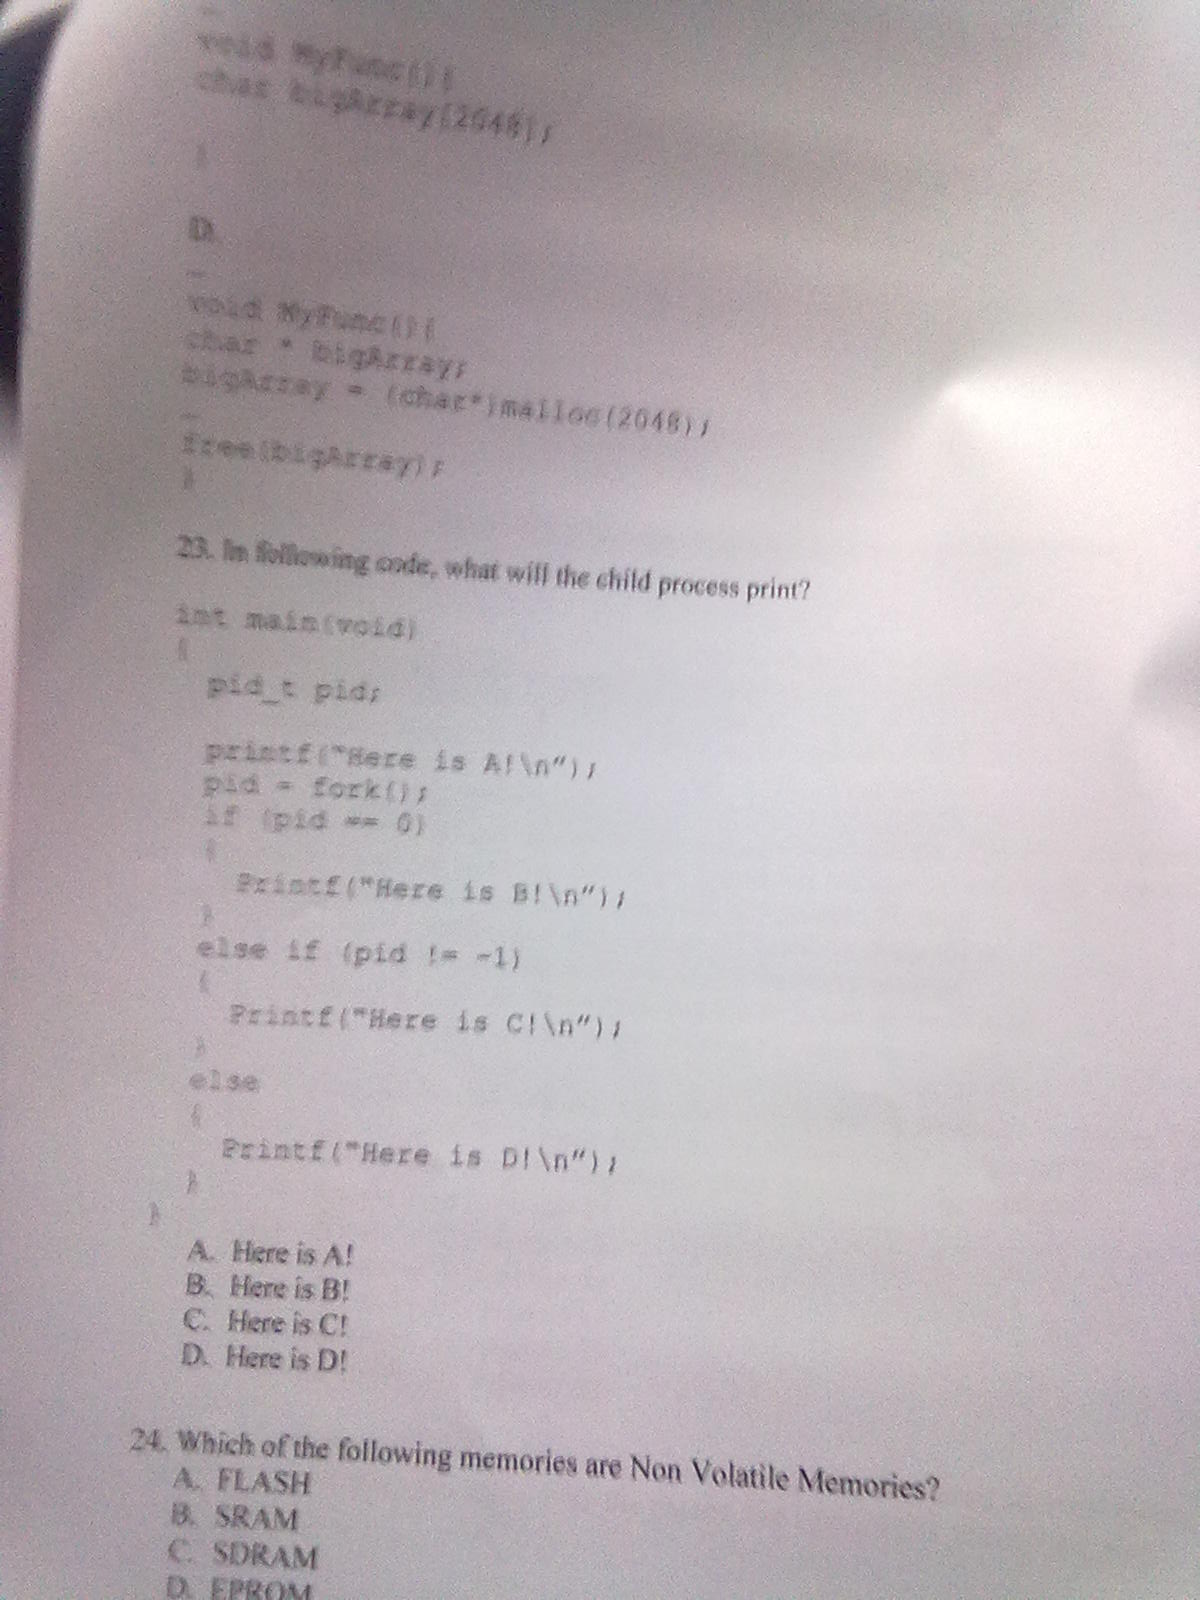 void MyFunc(){
char bigArray[2048];
}
D.
…
void MyFunc(){
char * bigArray;
bigArray = (char*)malloc(2048);
…
free(bigArray);
}
23. In following code, what will the child process print?
int main(void)
{
pid_t pid;
printf("Here is A!\n");
pid = fork();
if (pid == 0)
{
Printf("Here is B!\n");
}
else if (pid != -1)
{
Printf("Here is C!\n");
}
else
{
Printf("Here is D!\n");
}
}
A. Here is A!
B. Here is B!
C. Here is C!
D. Here is D!
24. Which of the following memories are Non Volatile Memories?
A. FLASH
B. SRAM
C. SDRAM
D. EPROM